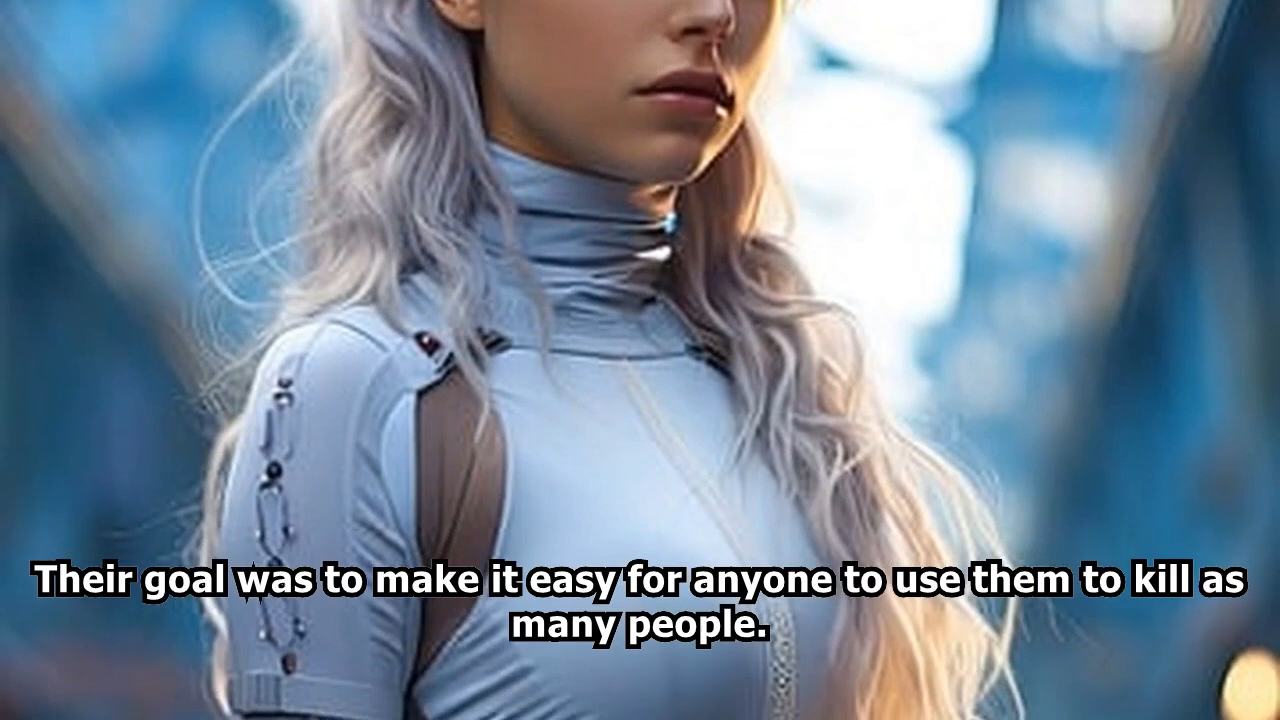 Their goal was to make it easy for anyone to use them to kill as
many people.